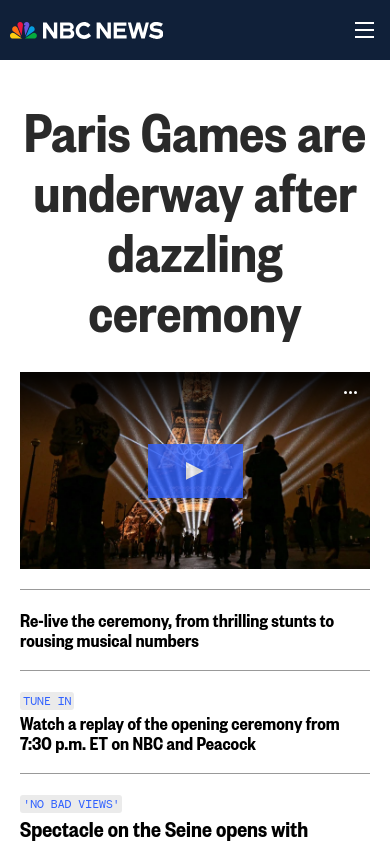 NBC NEWS
Paris Games are
underway after
dazzling
ceremony
Re-live the ceremony, from thrilling stunts to
rousing musical numbers
TUNE IN
Watch a replay of the opening ceremony from
7:30 p.m. ET on NBC and Peacock
'NO BAD VIEWS'
Spectacle on the Seine opens with